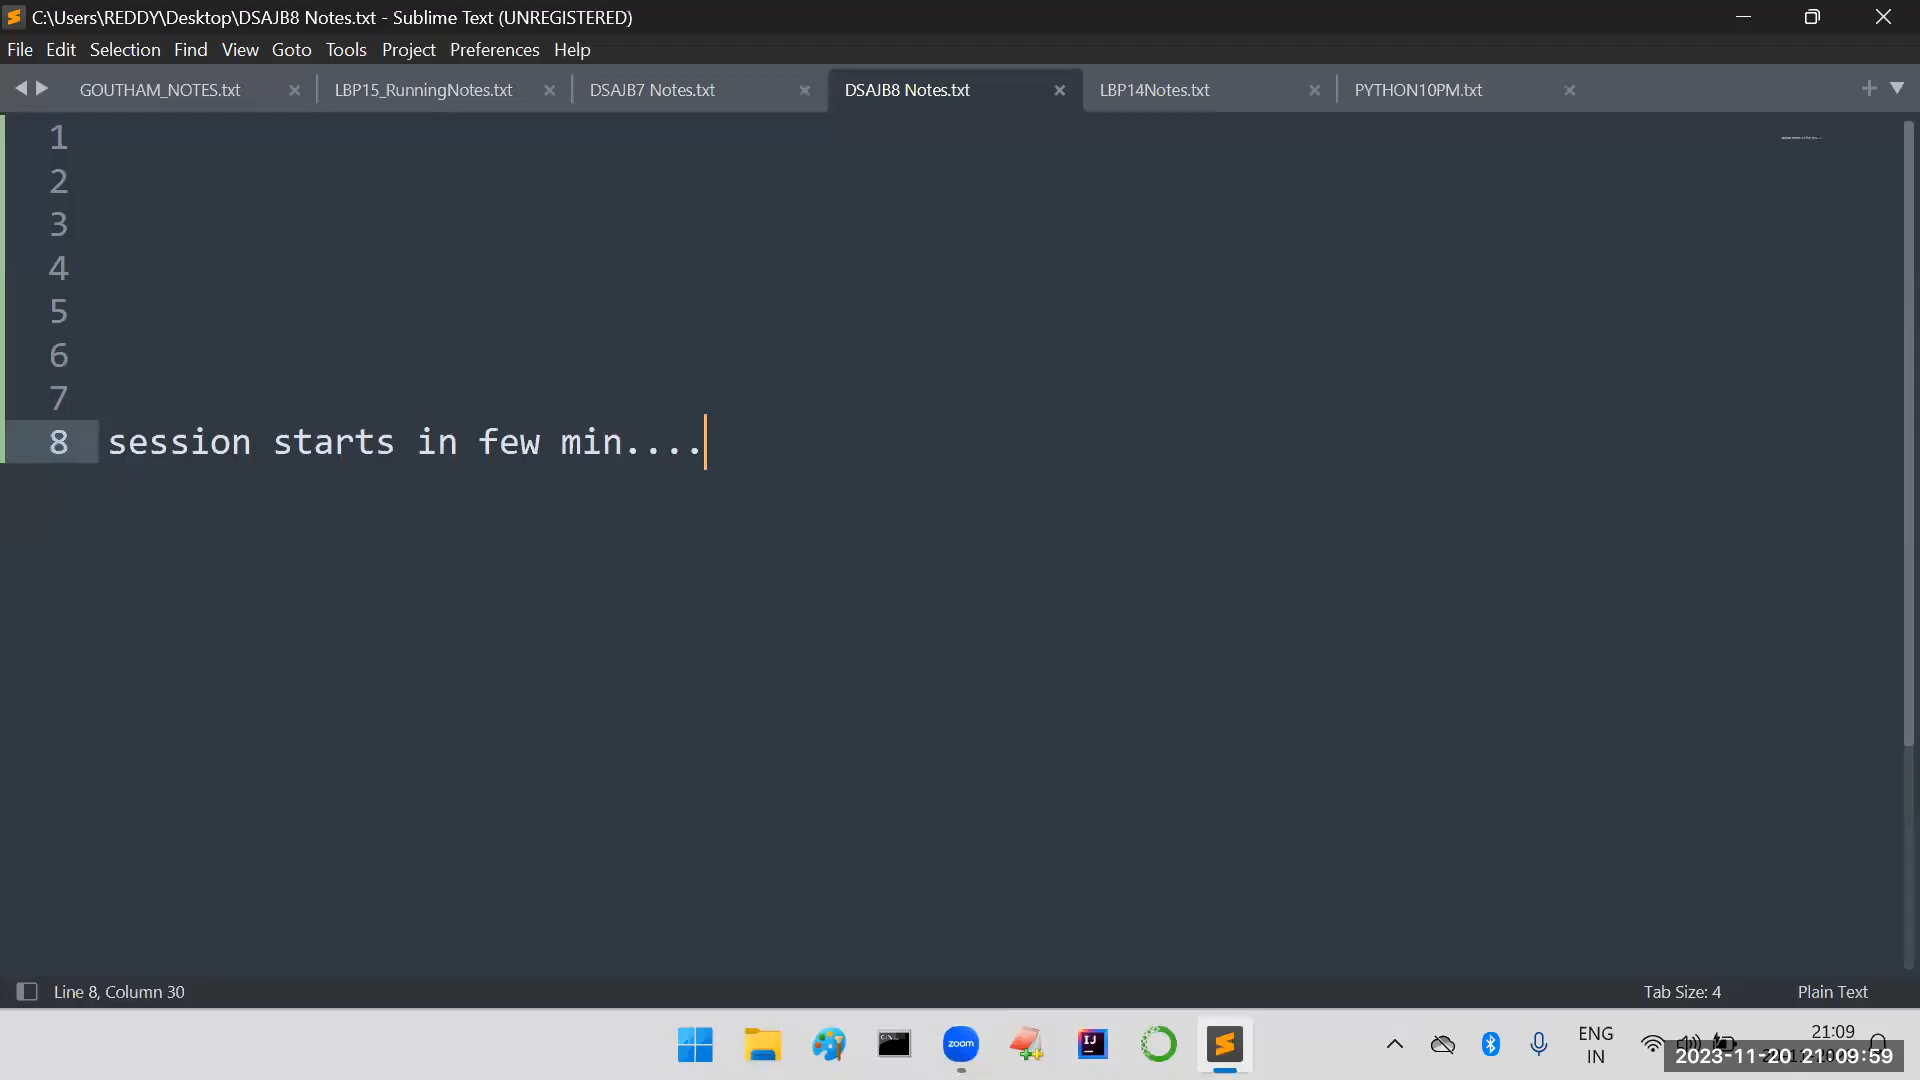 C:\Users\REDDY\Desktop\DSAJB8 Notes.txt - Sublime Text (UNREGISTERED)
File Edit Selection Find View Goto Tools Project Preferences Help
GOUTHAM_NOTES.txt LBP15_RunningNotes.txt DSAJB7 Notes.txt DSAJB8 Notes.txt LBP14Notes.txt PYTHON10PM.txt
1
2
3
4
5
6
7
8 session starts in few min....
Line 8, Column 30 Tab Size: 4 Plain Text
zoom
IJ
ENG
IN
21:09
2023-11-20 21:09:59